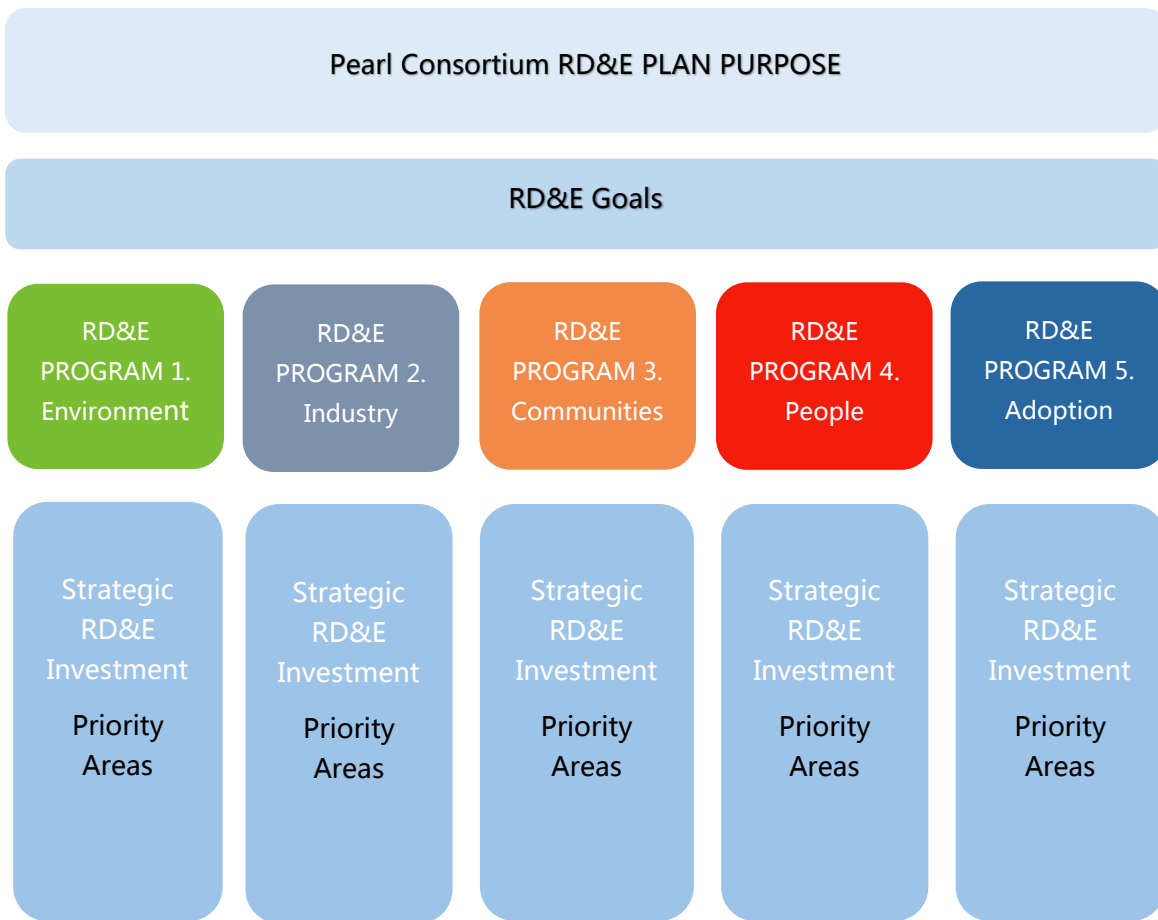 Pearl Consortium RD&E PLAN PURPOSE
RD&E Goals
RD&E
PROGRAM 1.
Environment
RD&E
PROGRAM 2.
Industry
RD&E
PROGRAM 3.
Communities
RD&E
PROGRAM 4.
People
RD&E
PROGRAM 5.
Adoption
Strategic
RD&E
Investment
Priority
Areas
Strategic
RD&E
Investment
Priority
Areas
Strategic
RD&E
Investment
Priority
Areas
Strategic
RD&E
Investment
Priority
Areas
Strategic
RD&E
Investment
Priority
Areas